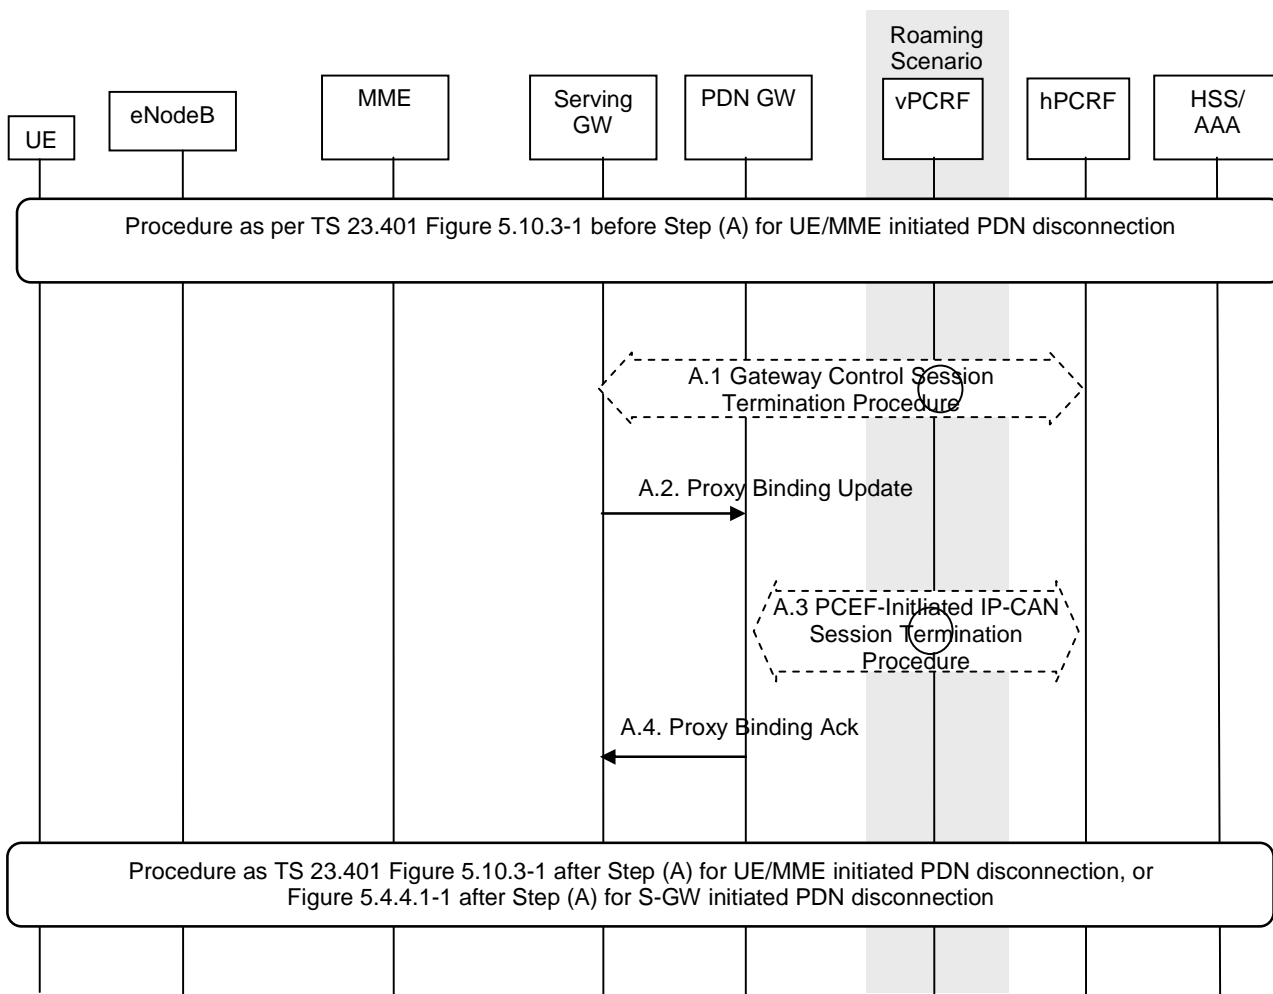 Roaming
Scenario
UE
eNodeB
MME
Serving
GW
PDN GW
vPCRF
hPCRF
HSS/
AAA
Procedure as per TS 23.401 Figure 5.10.3-1 before Step (A) for UE/MME initiated PDN disconnection
A.1 Gateway Control Session
Termination Procedure
A.2. Proxy Binding Update
A.3 PCEF-Initliated IP-CAN
Session Termination
Procedure
A.4. Proxy Binding Ack
Procedure as TS 23.401 Figure 5.10.3-1 after Step (A) for UE/MME initiated PDN disconnection, or
Figure 5.4.4.1-1 after Step (A) for S-GW initiated PDN disconnection